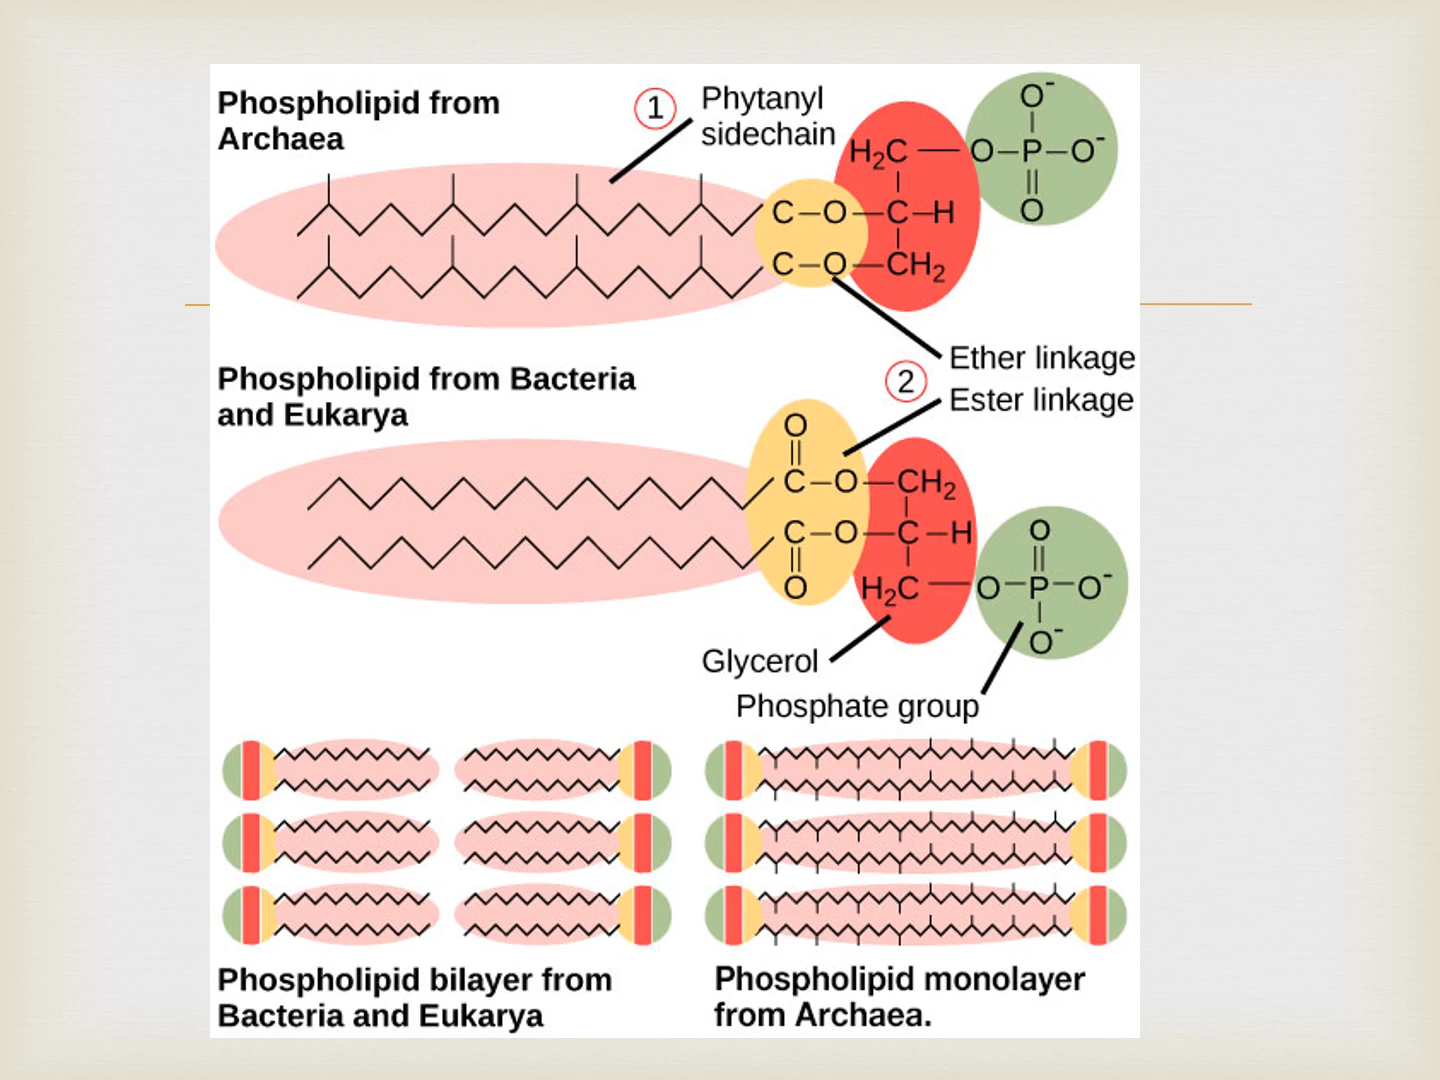 Phospholipid from
Archaea
1
Phytanyl
sidechain
O⁻
H₂C
O–P–O⁻
O
C–O–C–H
C–O–CH₂
Ether linkage
Phospholipid from Bacteria
and Eukarya
2
Ester linkage
O
C–O–CH₂
C–O–C–H
O
O
H₂C
O–P–O⁻
O⁻
Glycerol
Phosphate group
Phospholipid bilayer from
Bacteria and Eukarya
Phospholipid monolayer
from Archaea.